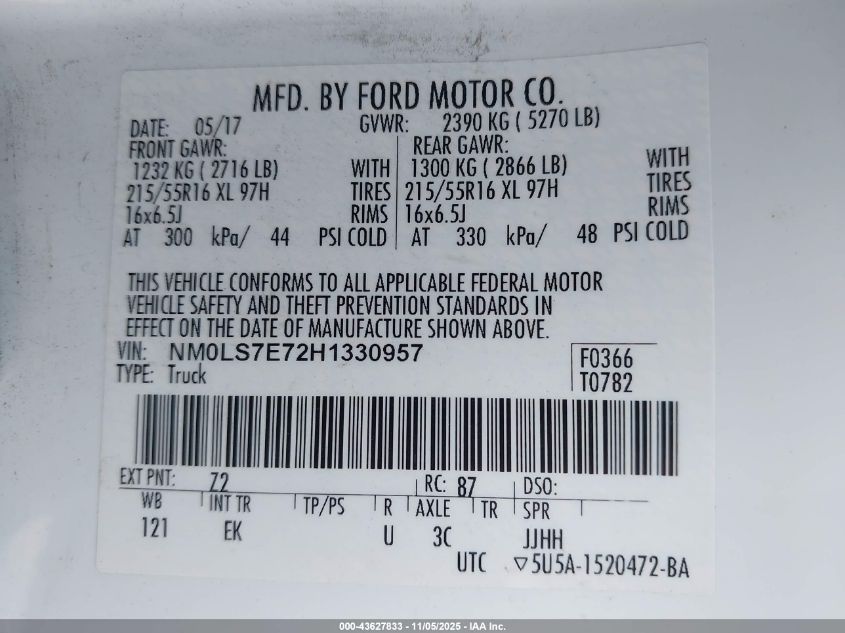 MFD. BY FORD MOTOR CO.
DATE: 05/17 GVWR: 2390 KG ( 5270 LB)
FRONT GAWR: REAR GAWR:
1232 KG ( 2716 LB) WITH 1300 KG ( 2866 LB) WITH
215/55R16 XL 97H TIRES 215/55R16 XL 97H TIRES
16x6.5J RIMS 16x6.5J RIMS
AT 300 kPa/ 44 PSI COLD AT 330 kPa/ 48 PSI COLD
THIS VEHICLE CONFORMS TO ALL APPLICABLE FEDERAL MOTOR
VEHICLE SAFETY AND THEFT PREVENTION STANDARDS IN
EFFECT ON THE DATE OF MANUFACTURE SHOWN ABOVE.
VIN: NM0LS7E72H1330957 F0366
TYPE: Truck T0782
EXT PNT: Z2 RC: 87 DSO:
WB INT TR TP/PS R AXLE TR SPR
121 EK U 3C JJHH
UTC ▽5U5A-1520472-BA
000-43627833 - 11/05/2025 - IAA Inc.